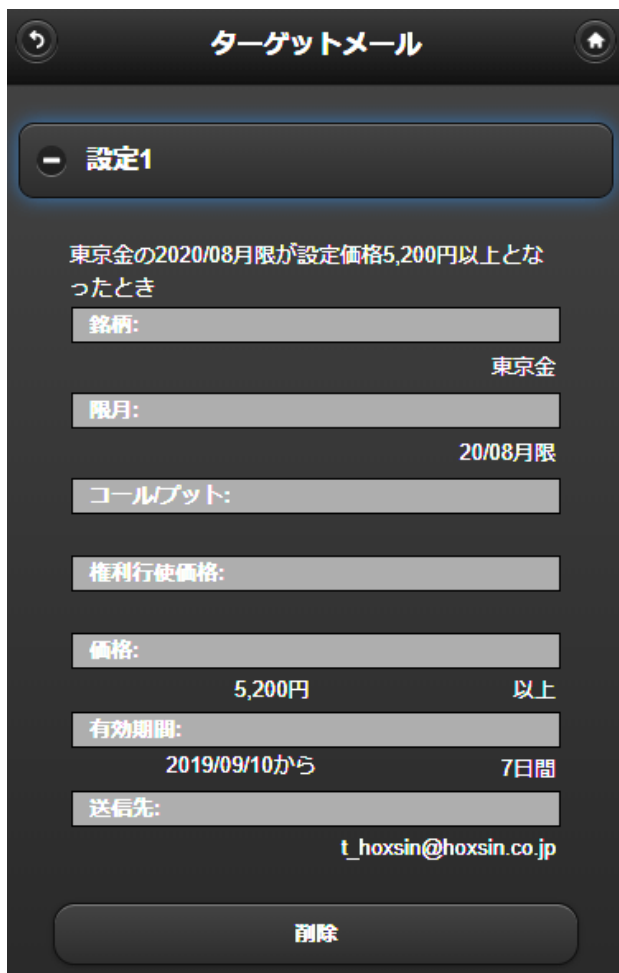 ターゲットメール
設定1
東京金の2020/08月限が設定価格5,200円以上とな
ったとき
銘柄:
東京金
限月:
20/08月限
コール/プット:
権利行使価格:
価格:
5,200円 以上
有効期間:
2019/09/10から 7日間
送信先:
t_hoxsin@hoxsin.co.jp
削除